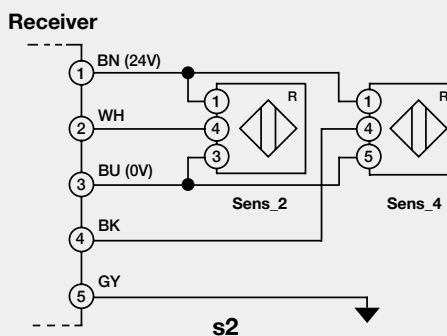 Receiver
1 BN (24V)
1 R 1 R
2 WH 4 4
3 BU (0V) 3 5
Sens_2 Sens_4
4 BK
5 GY
s2